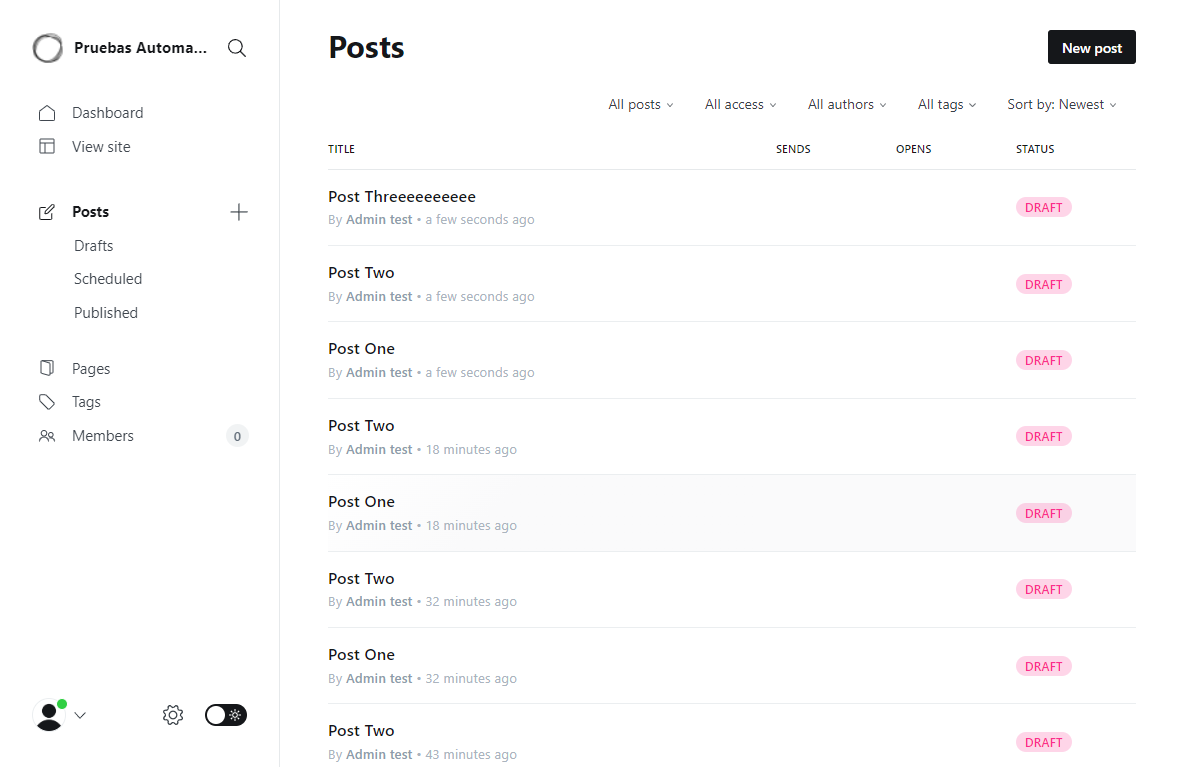 Pruebas Automa...
Dashboard
View site
Posts
Drafts
Scheduled
Published
Pages
Tags
Members 0
Posts
New post
All posts All access All authors All tags Sort by: Newest
TITLE SENDS OPENS STATUS
Post Threeeeeeeeee
By Admin test • a few seconds ago
DRAFT
Post Two
By Admin test • a few seconds ago
DRAFT
Post One
By Admin test • a few seconds ago
DRAFT
Post Two
By Admin test • 18 minutes ago
DRAFT
Post One
By Admin test • 18 minutes ago
DRAFT
Post Two
By Admin test • 32 minutes ago
DRAFT
Post One
By Admin test • 32 minutes ago
DRAFT
Post Two
By Admin test • 43 minutes ago
DRAFT